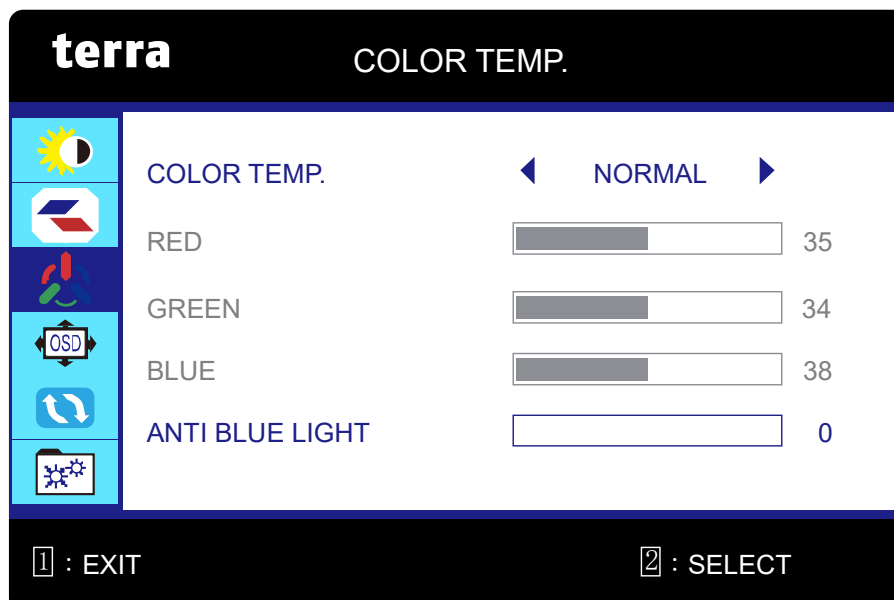 terra COLOR TEMP.
COLOR TEMP. NORMAL
RED 35
GREEN 34
OSD
BLUE 38
ANTI BLUE LIGHT 0
1 : EXIT 2 : SELECT